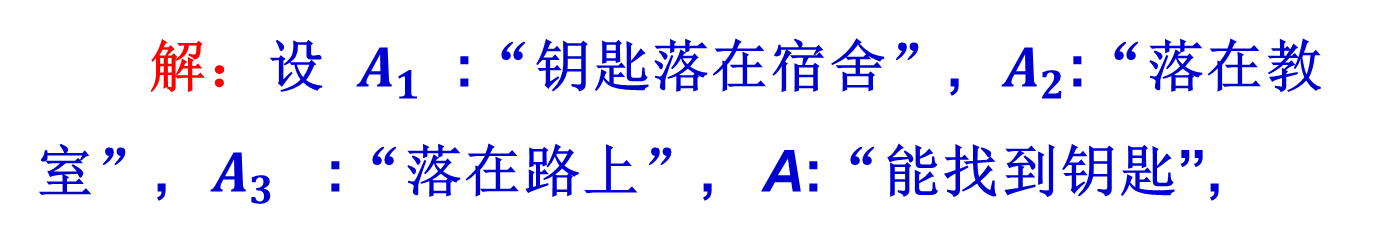 解：设 A₁ ：“钥匙落在宿舍”，A₂：“落在教
室”，A₃ ：“落在路上”，A：“能找到钥匙”，